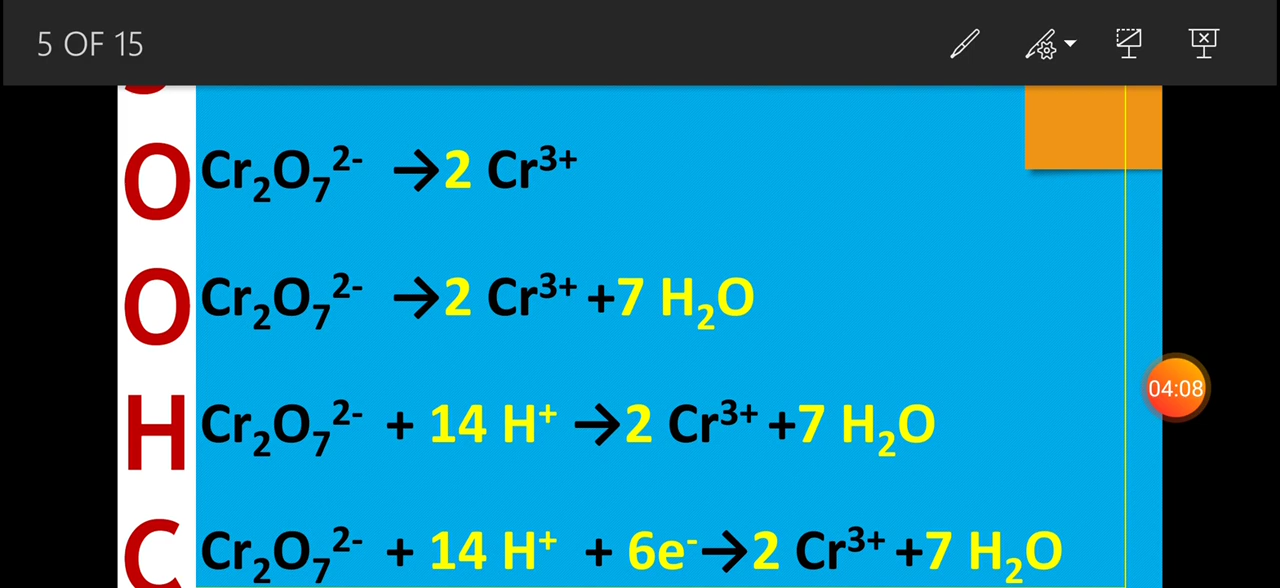 5 OF 15
O Cr₂O₇²⁻ →2 Cr³⁺
O Cr₂O₇²⁻ →2 Cr³⁺ +7 H₂O
H Cr₂O₇²⁻ + 14 H⁺ →2 Cr³⁺ +7 H₂O
04:08
C Cr₂O₇²⁻ + 14 H⁺ + 6e⁻→2 Cr³⁺ +7 H₂O